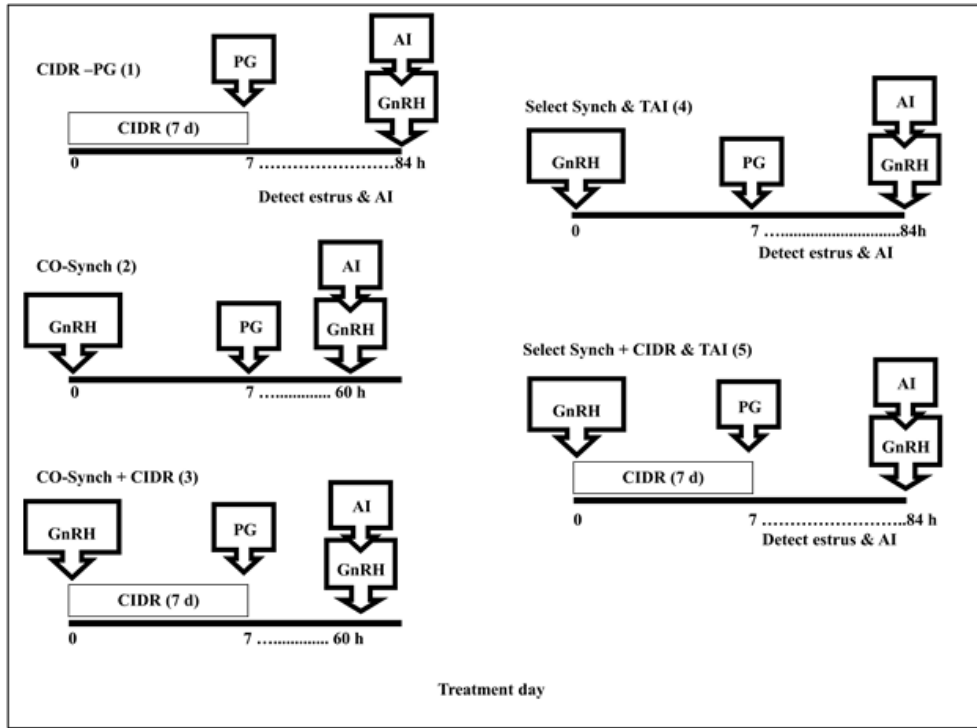 CIDR –PG (1)
PG
AI
GnRH
CIDR (7 d)
0
7 ........................84 h
Detect estrus & AI
CO-Synch (2)
GnRH
PG
AI
GnRH
0
7 ................ 60 h
CO-Synch + CIDR (3)
GnRH
PG
AI
GnRH
CIDR (7 d)
0
7 ................ 60 h
Select Synch & TAI (4)
GnRH
PG
AI
GnRH
0
7 ................................84h
Detect estrus & AI
Select Synch + CIDR & TAI (5)
GnRH
PG
AI
GnRH
CIDR (7 d)
0
7 ..........................84 h
Detect estrus & AI
Treatment day